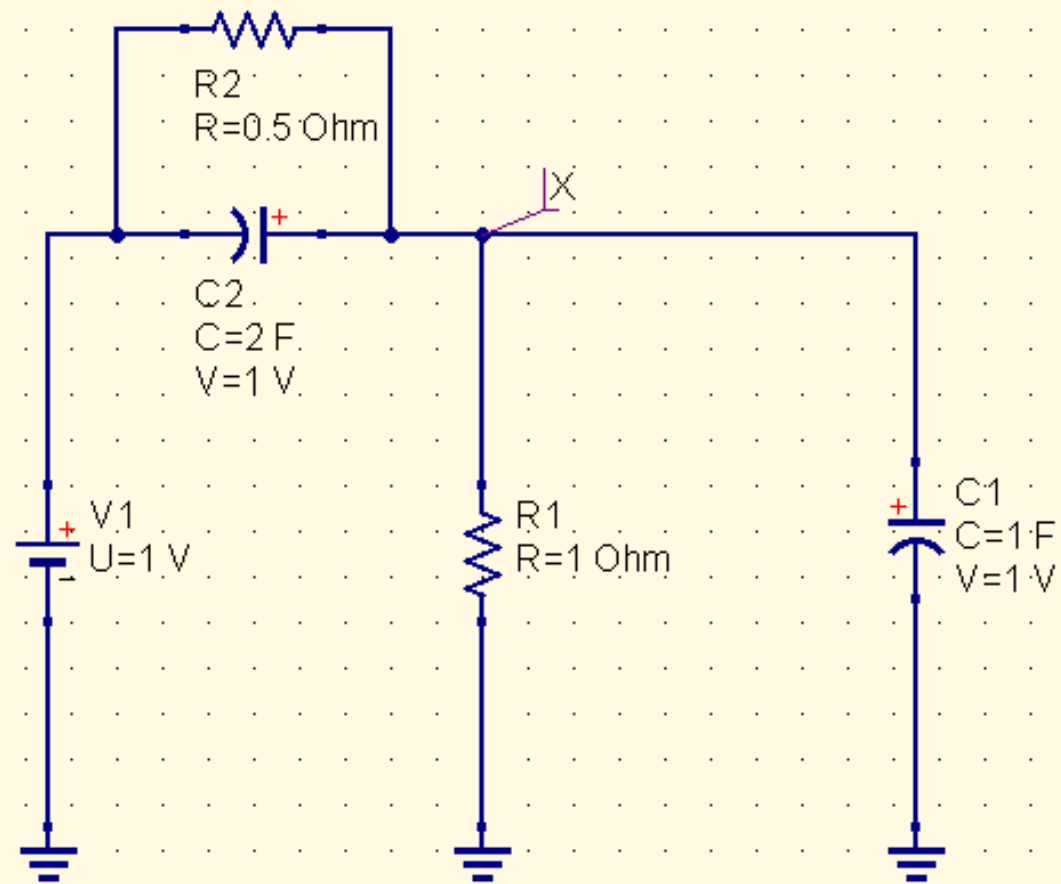 R2
R=0.5 Ohm
X
+
C2
C=2 F
V=1 V
+
V1
U=1 V
-
R1
R=1 Ohm
+
C1
C=1 F
V=1 V